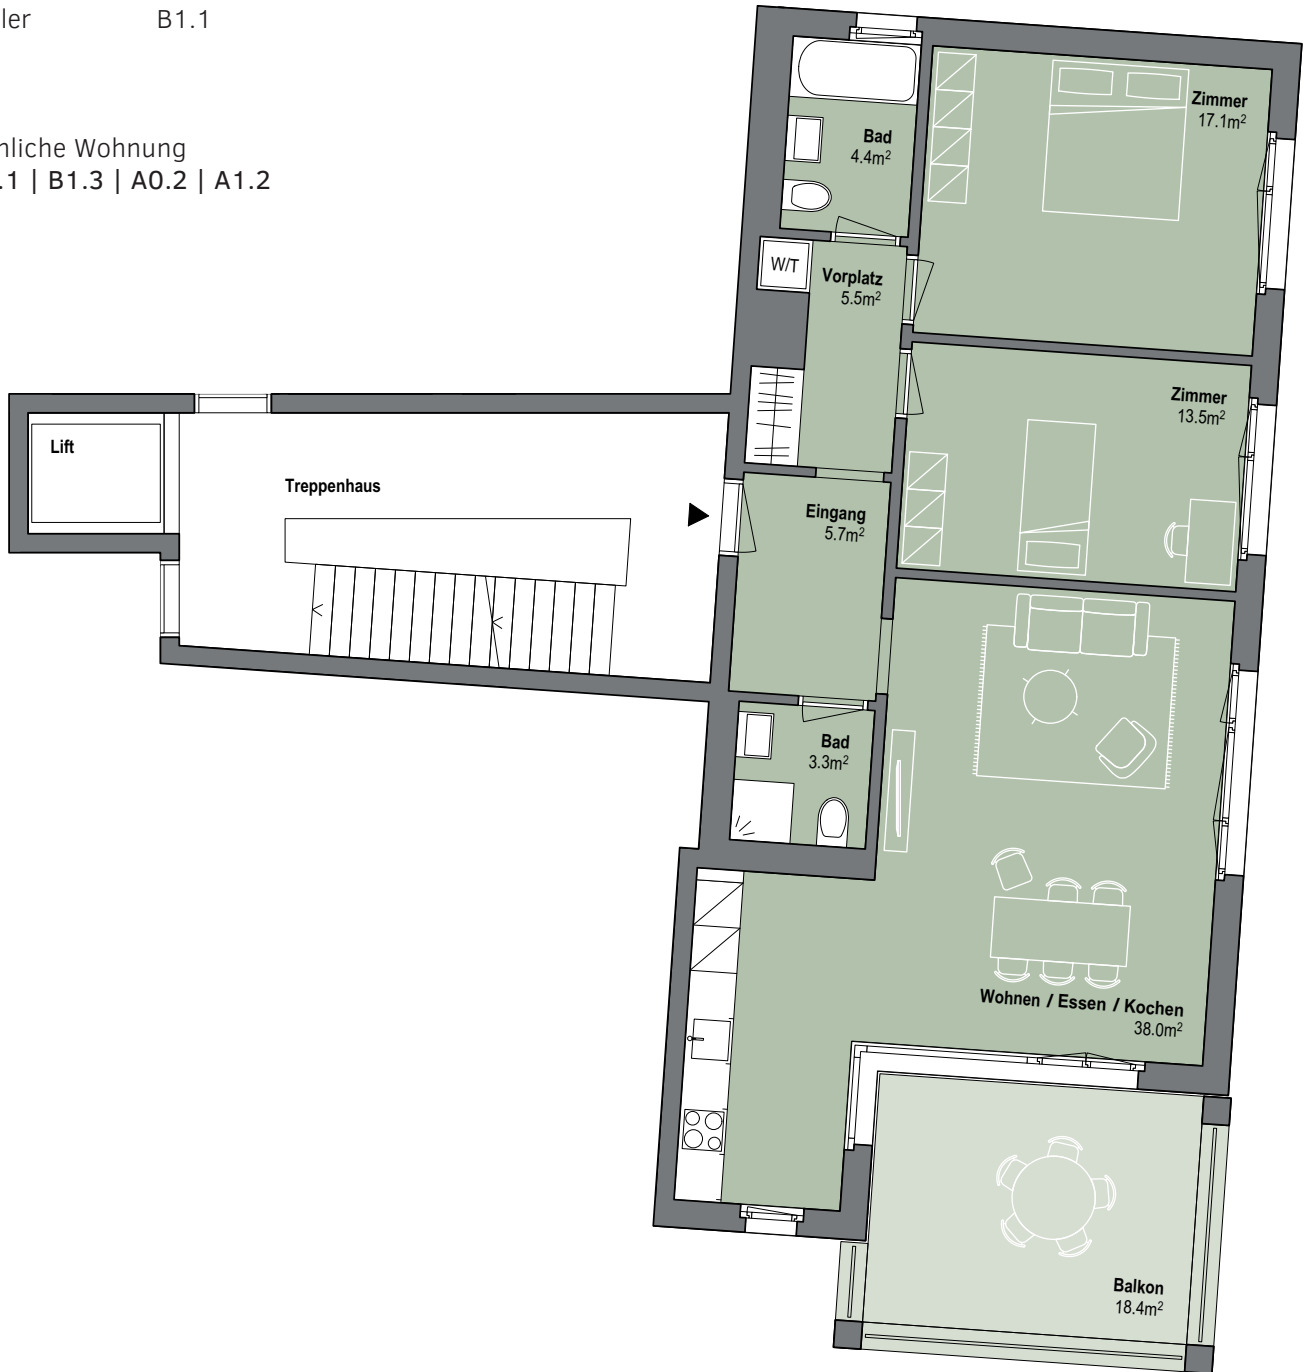 ler B1.1
nliche Wohnung
.1 | B1.3 | A0.2 | A1.2
Zimmer
17.1m²
Bad
4.4m²
W/T
Vorplatz
5.5m²
Zimmer
13.5m²
Lift
Treppenhaus
Eingang
5.7m²
Bad
3.3m²
Wohnen / Essen / Kochen
38.0m²
Balkon
18.4m²